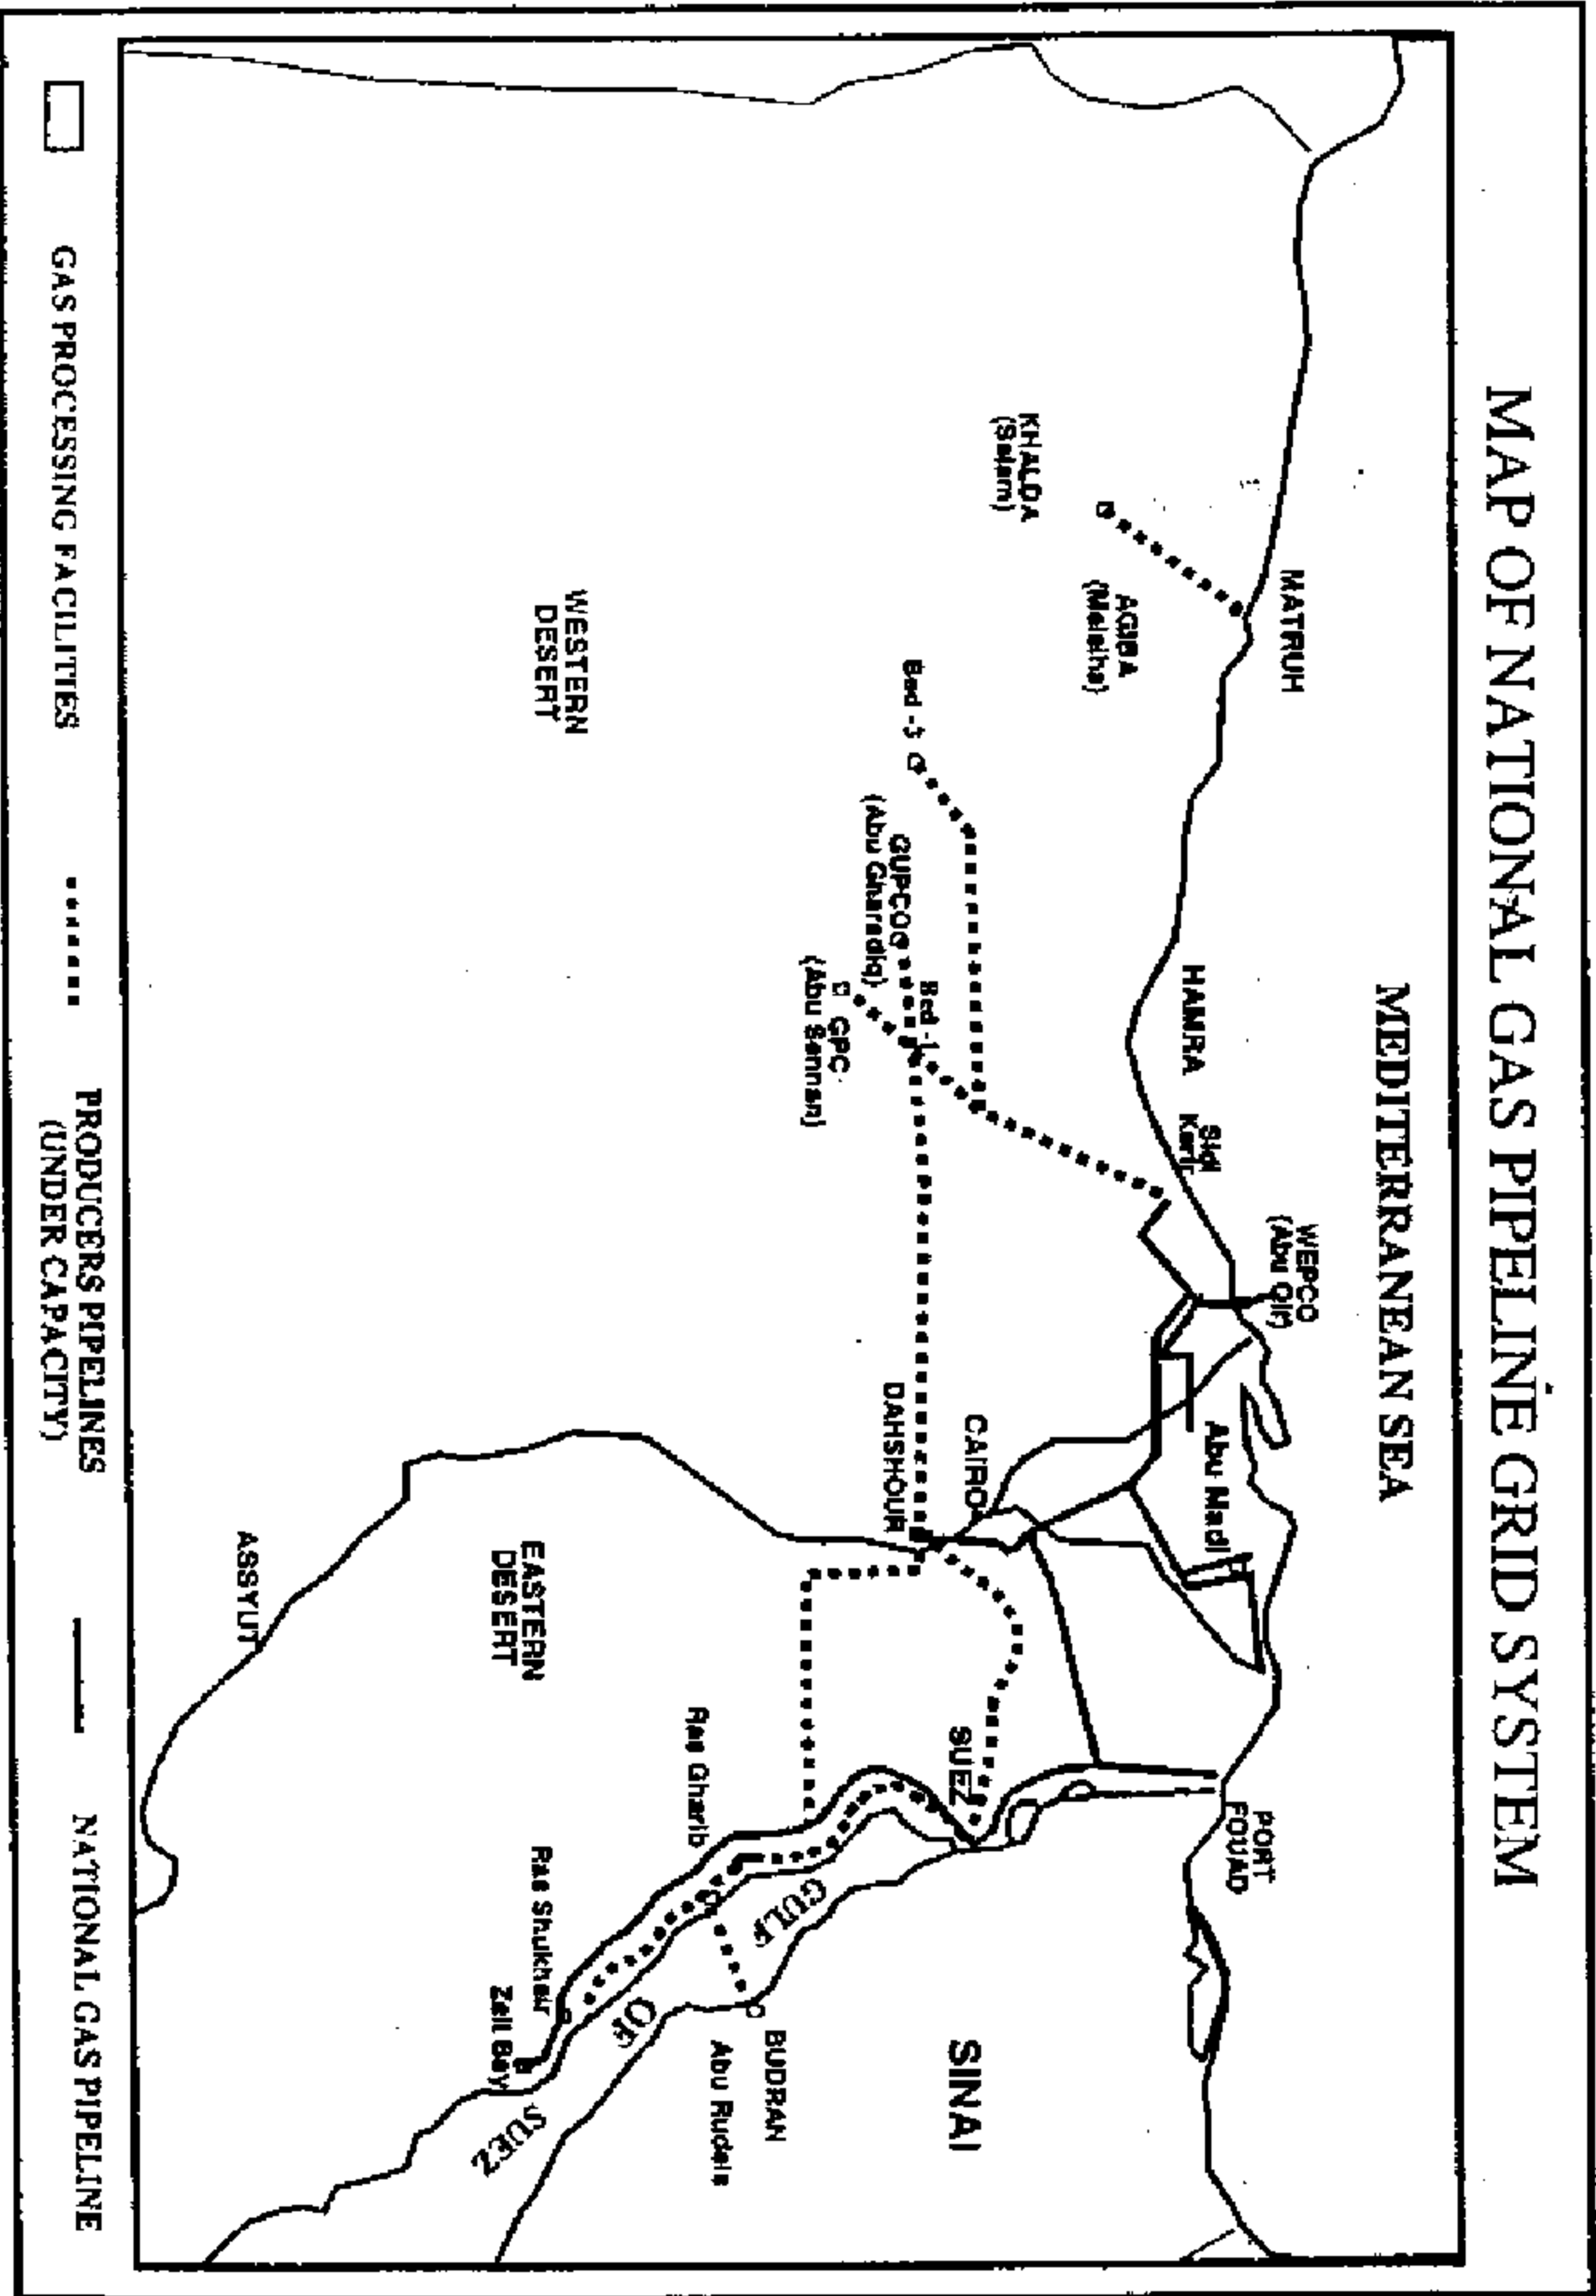 MAP OF NATIONAL GAS PIPELINE GRID SYSTEM
MEDITERRANEAN SEA
MATRUH
HAMRA
Sidi
Kerir
WEPCO
(Abu Qir)
Abu Madi
PORT
FOUAD
KHALDA
(Salam)
AGIBA
(Meleiha)
Bed -3
GUPCO
(Abu Gharadiq)
Bed -1
GPC
(Abu Sannan)
CAIRO
DAHSHOUR
SUEZ
SINAI
WESTERN
DESERT
EASTERN
DESERT
ASSYUT
Ras Gharib
Ras Shukheir
Zeit Bay
GULF
OF
SUEZ
BUDRAN
Abu Rudeis
GAS PROCESSING FACILITIES
PRODUCERS PIPELINES
(UNDER CAPACITY)
NATIONAL GAS PIPELINE